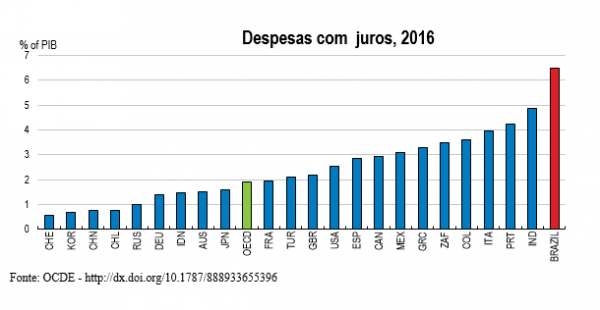 Despesas com juros, 2016
% of PIB
7
6
5
4
3
2
1
0
CHE
KOR
CHN
CHL
RUS
DEU
IDN
AUS
JPN
OECD
FRA
TUR
GBR
USA
ESP
CAN
MEX
GRC
ZAF
COL
ITA
PRT
IND
BRAZIL
Fonte: OCDE - http://dx.doi.org/10.1787/888933655396